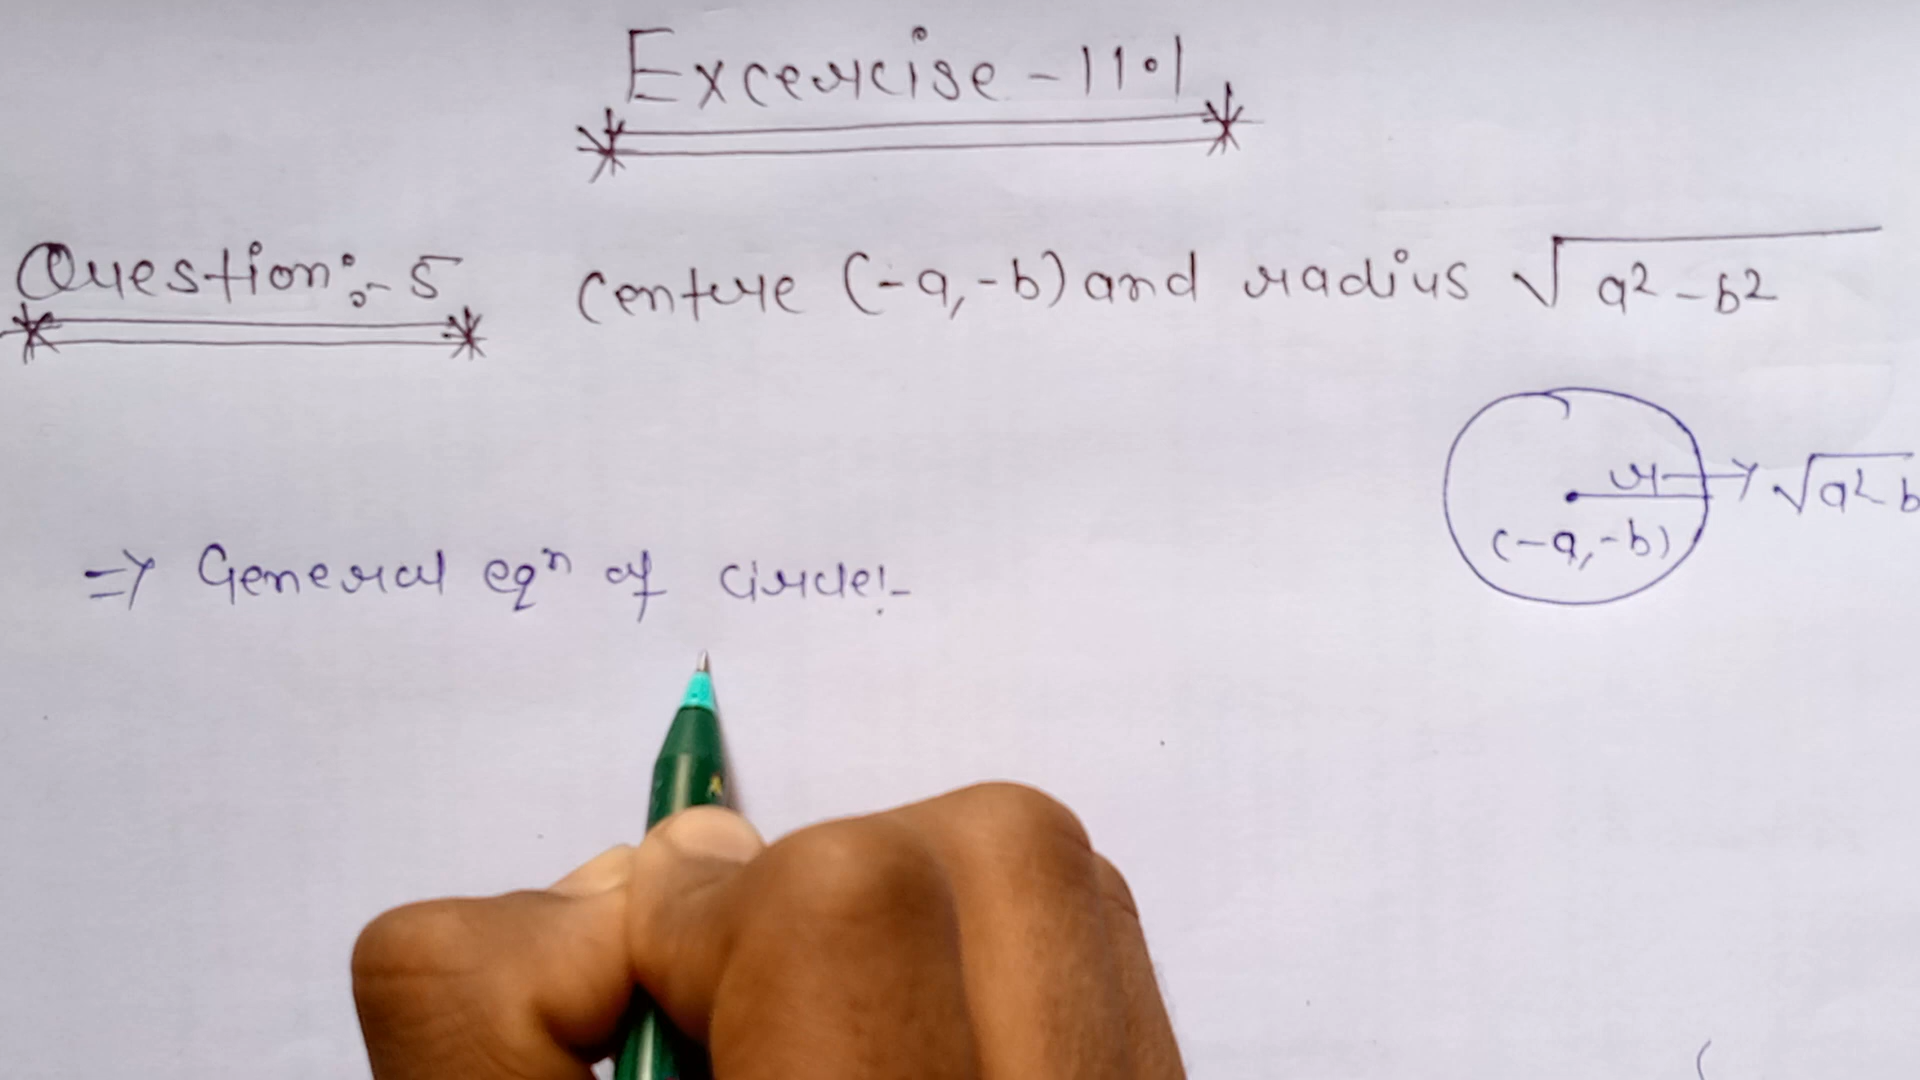 Excercise - 11.1
Question:- 5 Centre (-a,-b) and radius √a² - b²
r → √a² b
(-a,-b)
⇒ General eqⁿ of circle:-